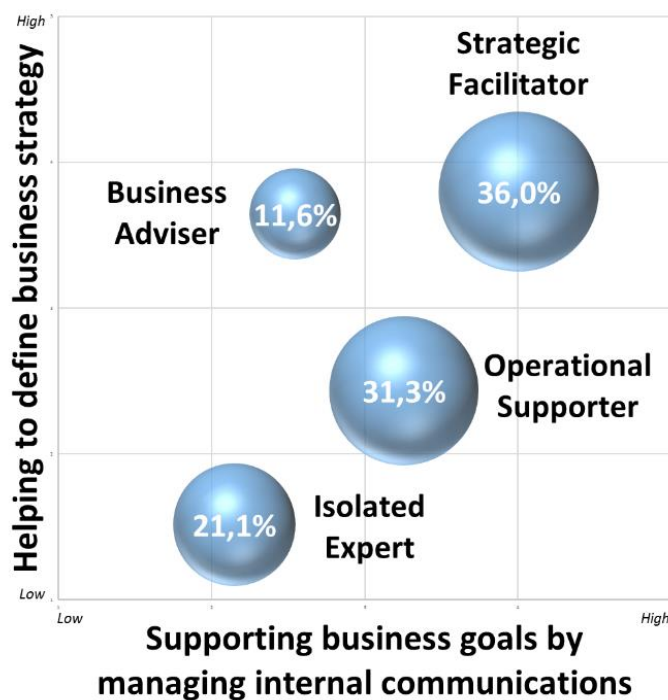 High
Helping to define business strategy
Strategic
Facilitator
36,0%
Business
Adviser
11,6%
Operational
Supporter
31,3%
Isolated
Expert
21,1%
Low
Low
High
Supporting business goals by
managing internal communications